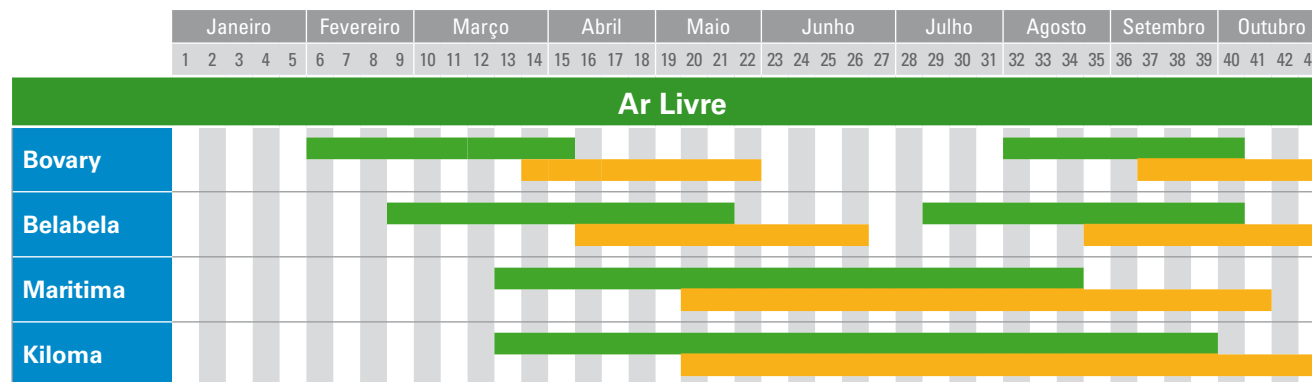 Janeiro Fevereiro Março Abril Maio Junho Julho Agosto Setembro Outubro
1 2 3 4 5 6 7 8 9 10 11 12 13 14 15 16 17 18 19 20 21 22 23 24 25 26 27 28 29 30 31 32 33 34 35 36 37 38 39 40 41 42
Ar Livre
Bovary
Belabela
Maritima
Kiloma